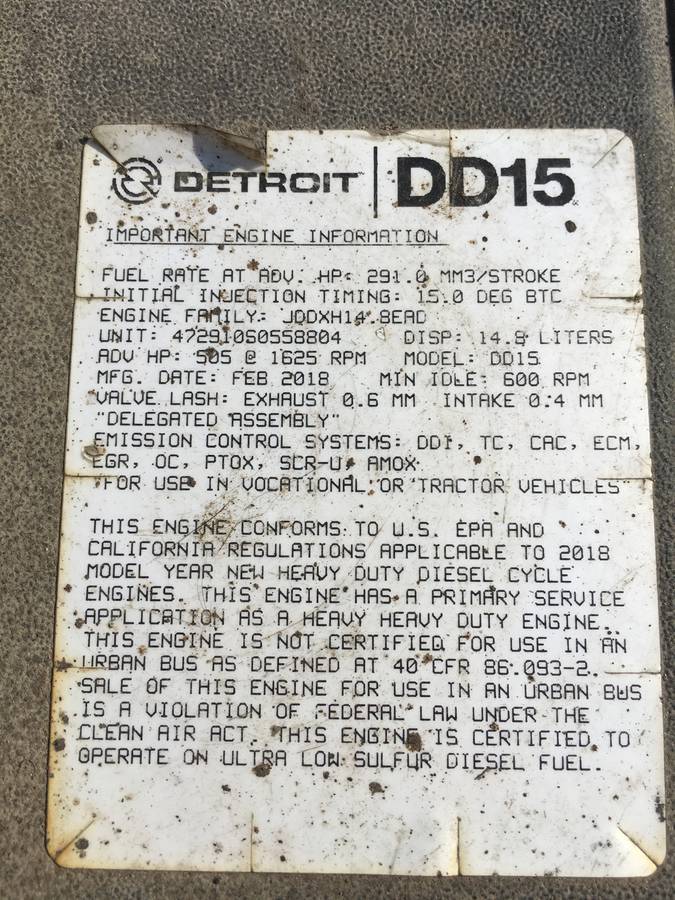 DETROIT DD15
IMPORTANT ENGINE INFORMATION
FUEL RATE AT ADV. HP: 291.0 MM3/STROKE
INITIAL INJECTION TIMING: 15.0 DEG BTC
ENGINE FAMILY: JDDXH14.8EAD
UNIT: 472910S0558804 DISP: 14.8 LITERS
ADV HP: 505 @ 1625 RPM MODEL: DD15
MFG. DATE: FEB 2018 MIN IDLE: 600 RPM
VALVE LASH: EXHAUST 0.6 MM INTAKE 0.4 MM
"DELEGATED ASSEMBLY"
EMISSION CONTROL SYSTEMS: DDI, TC, CAC, ECM,
EGR, OC, PTOX, SCR-U, AMOX
"FOR USE IN VOCATIONAL OR TRACTOR VEHICLES"
THIS ENGINE CONFORMS TO U.S. EPA AND
CALIFORNIA REGULATIONS APPLICABLE TO 2018
MODEL YEAR NEW HEAVY DUTY DIESEL CYCLE
ENGINES. THIS ENGINE HAS A PRIMARY SERVICE
APPLICATION AS A HEAVY HEAVY DUTY ENGINE.
THIS ENGINE IS NOT CERTIFIED FOR USE IN AN
URBAN BUS AS DEFINED AT 40 CFR 86.093-2.
SALE OF THIS ENGINE FOR USE IN AN URBAN BUS
IS A VIOLATION OF FEDERAL LAW UNDER THE
CLEAN AIR ACT. THIS ENGINE IS CERTIFIED TO
OPERATE ON ULTRA LOW SULFUR DIESEL FUEL.